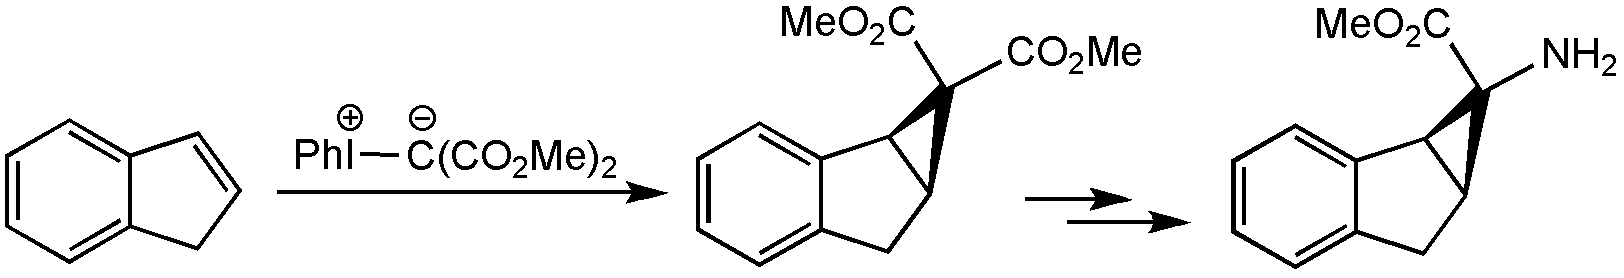 MeO₂C
CO₂Me
⊕ ⊖
PhI—C(CO₂Me)₂
MeO₂C
NH₂